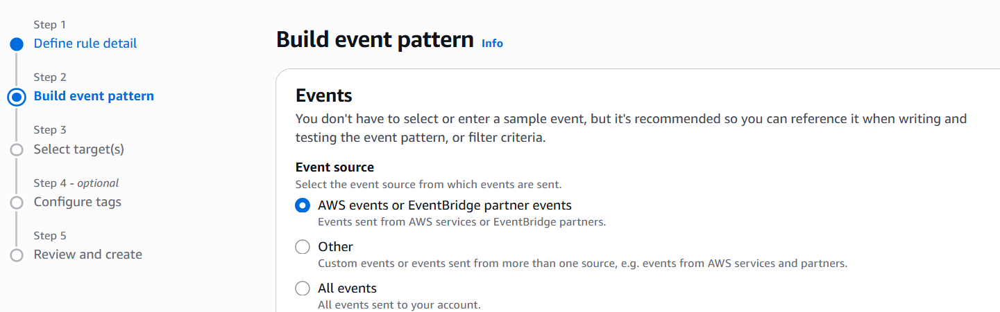 Step 1
Define rule detail
Step 2
Build event pattern
Step 3
Select target(s)
Step 4 - optional
Configure tags
Step 5
Review and create
Build event pattern Info
Events
You don't have to select or enter a sample event, but it's recommended so you can reference it when writing and
testing the event pattern, or filter criteria.
Event source
Select the event source from which events are sent.
AWS events or EventBridge partner events
Events sent from AWS services or EventBridge partners.
Other
Custom events or events sent from more than one source, e.g. events from AWS services and partners.
All events
All events sent to your account.